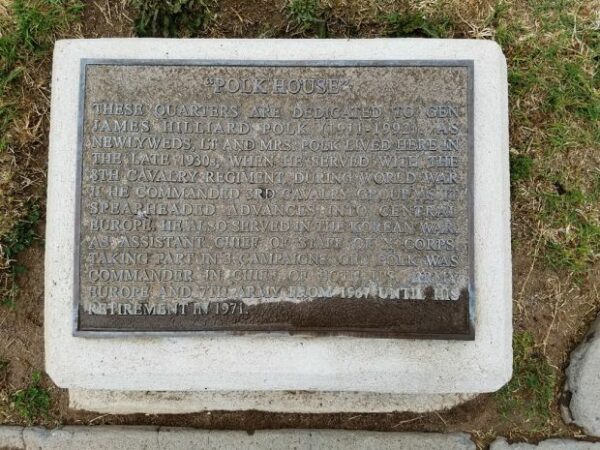 "POLK HOUSE"
THESE QUARTERS ARE DEDICATED TO GEN
JAMES HILLIARD POLK (1911-1992). AS
NEWLYWEDS, LT AND MRS. POLK LIVED HERE IN
THE LATE 1930s, WHEN HE SERVED WITH THE
8TH CAVALRY REGIMENT. DURING WORLD WAR
II HE COMMANDED 3RD CAVALRY GROUP AS IT
SPEARHEADED ADVANCES INTO CENTRAL
EUROPE. HE ALSO SERVED IN THE KOREAN WAR,
AS ASSISTANT CHIEF OF STAFF OF X CORPS,
TAKING PART IN 3 CAMPAIGNS. GEN POLK WAS
COMMANDER IN CHIEF OF BOTH U.S. ARMY
EUROPE AND 7TH ARMY FROM 1967 UNTIL HIS
RETIREMENT IN 1971.